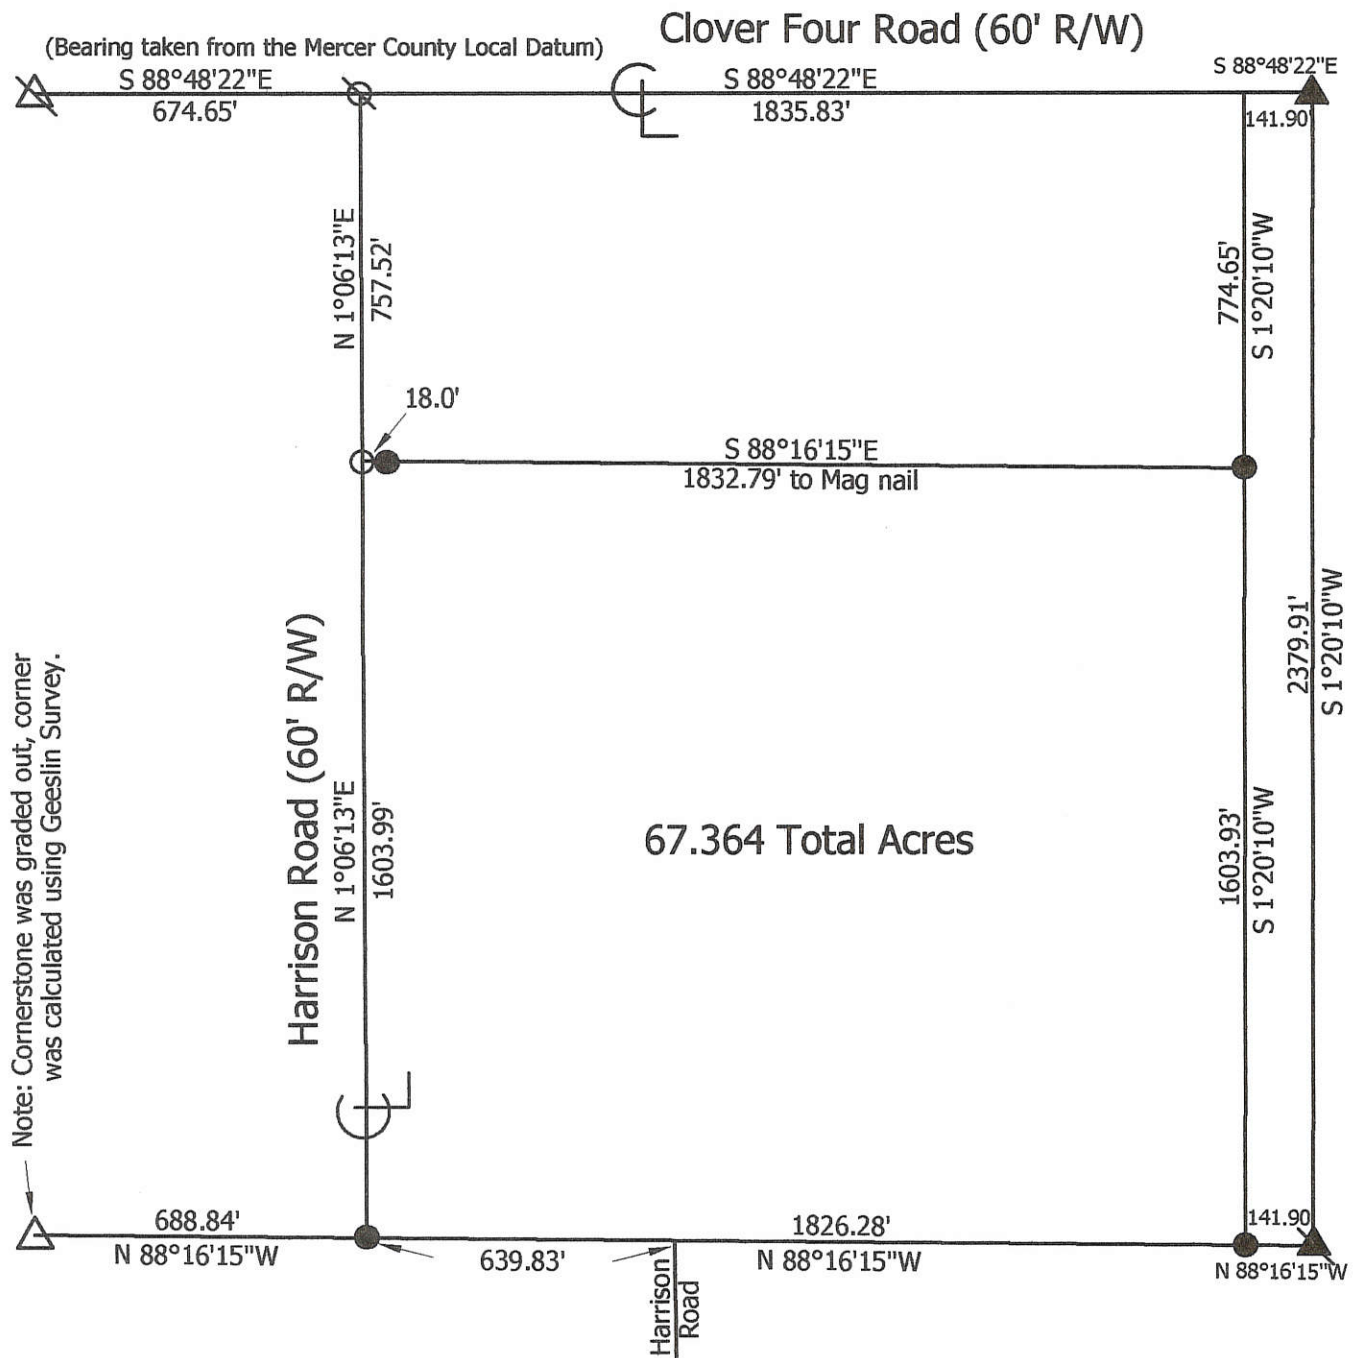 Clover Four Road (60' R/W)
(Bearing taken from the Mercer County Local Datum)
S 88°48'22"E
674.65'
S 88°48'22"E
1835.83'
S 88°48'22"E
141.90'
CL
N 1°06'13"E
757.52'
774.65'
S 1°20'10"W
18.0'
S 88°16'15"E
1832.79' to Mag nail
Harrison Road (60' R/W)
N 1°06'13"E
1603.99'
67.364 Total Acres
1603.93'
S 1°20'10"W
2379.91'
S 1°20'10"W
Note: Cornerstone was graded out, corner
was calculated using Geeslin Survey.
CL
688.84'
N 88°16'15"W
639.83'
1826.28'
N 88°16'15"W
141.90
N 88°16'15"W
Harrison
Road